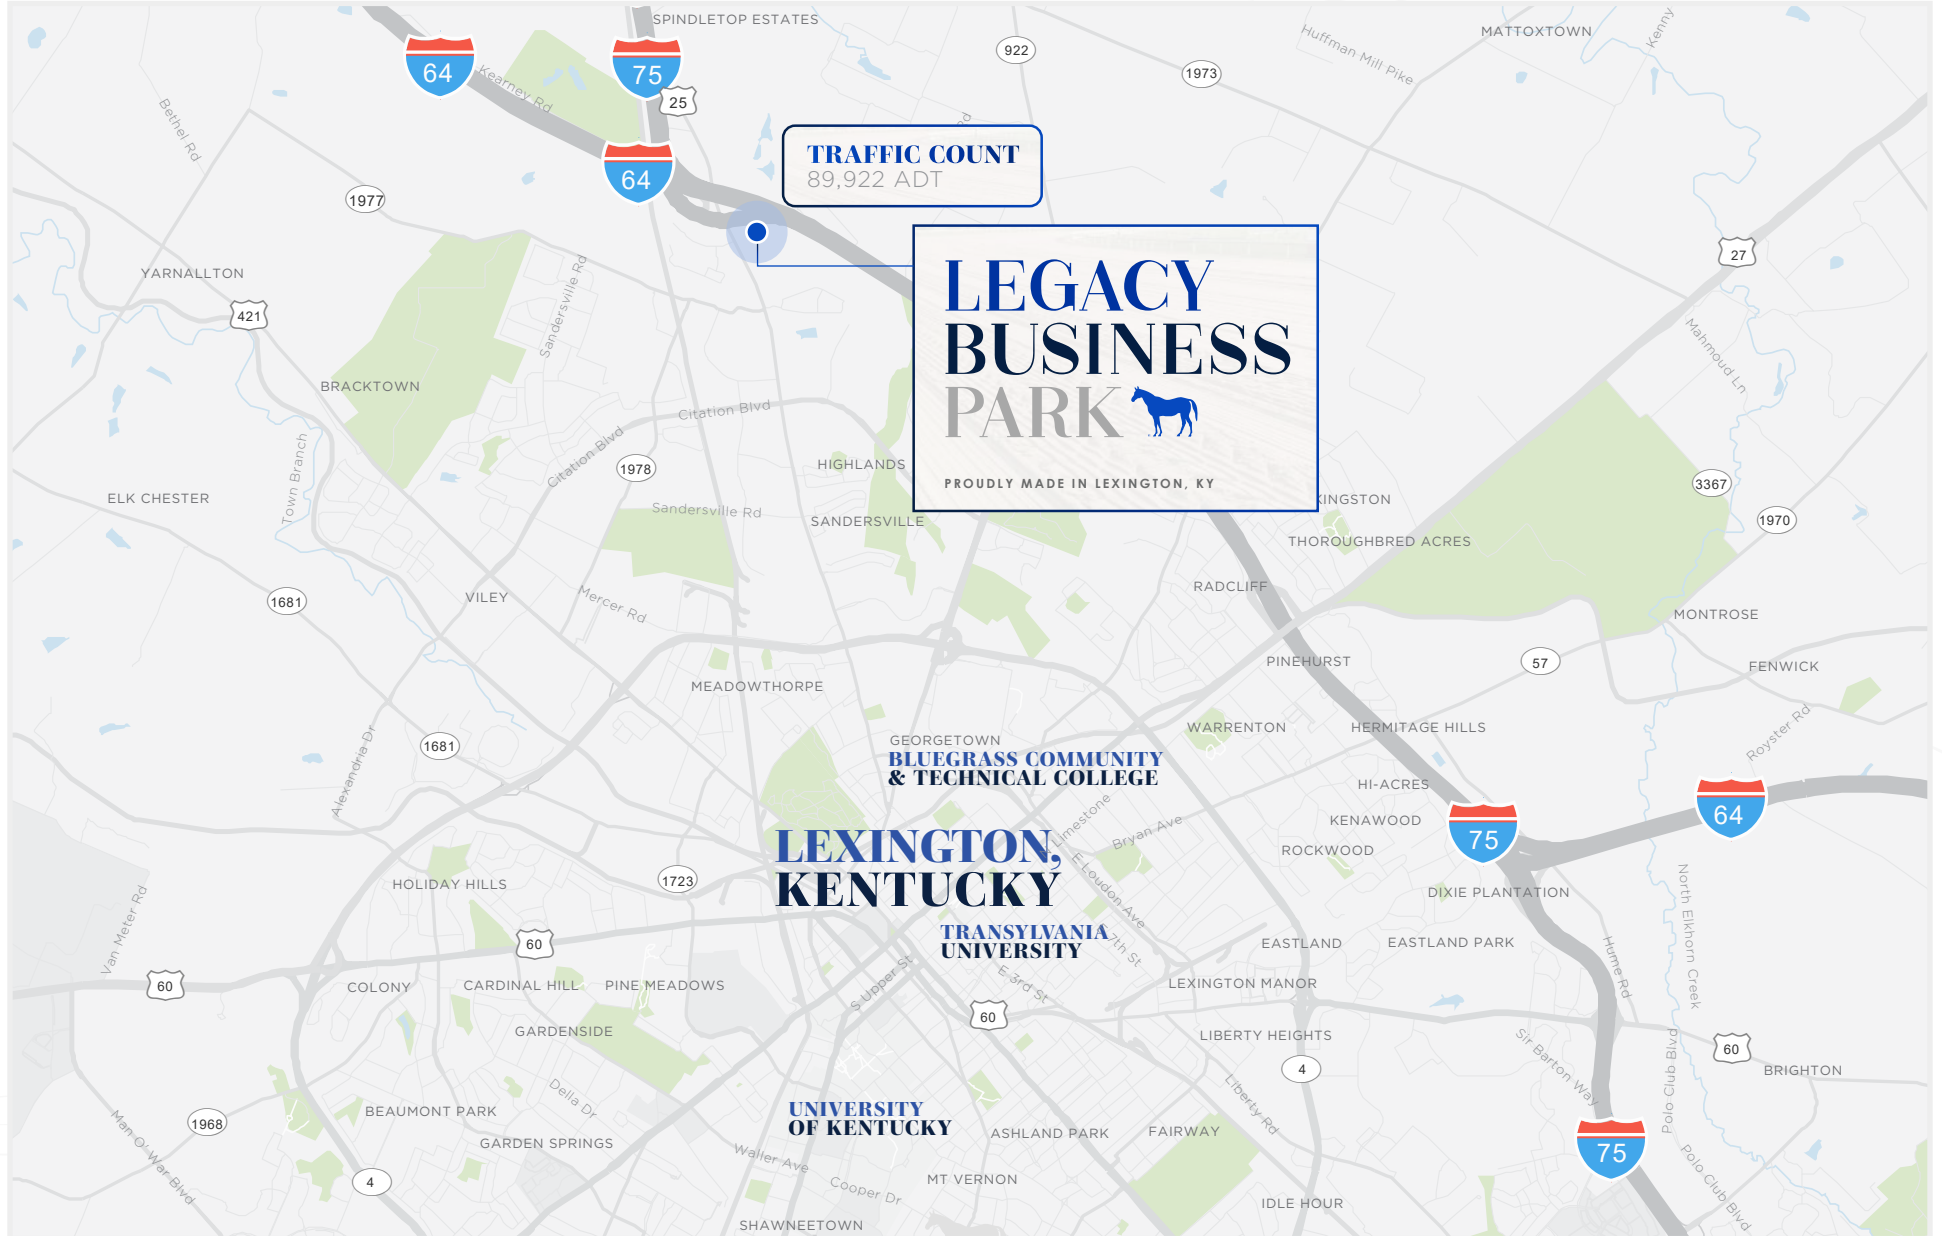 SPINDLETOP ESTATES
MATTOXTOWN
Kenny
922
Huffman Mill Pike
64
75
Kearney Rd
1973
25
Bethel Rd
Rd
TRAFFIC COUNT
89,922 ADT
64
1977
27
YARNALLTON
421
Sandersville Rd
LEGACY
BUSINESS
PARK
PROUDLY MADE IN LEXINGTON, KY
Mahmoud Ln
BRACKTOWN
Citation Blvd
Citation Blvd
1978
HIGHLANDS
Town Branch
ELK CHESTER
Sandersville Rd
SANDERSVILLE
KINGSTON
3367
1970
THOROUGHBRED ACRES
RADCLIFF
1681
VILEY
Mercer Rd
MONTROSE
PINEHURST
57
FENWICK
MEADOWTHORPE
WARRENTON
HERMITAGE HILLS
Royster Rd
1681
Alexandria Dr
GEORGETOWN
BLUEGRASS COMMUNITY
& TECHNICAL COLLEGE
HI-ACRES
64
KENAWOOD
75
Limestone
Bryan Ave
ROCKWOOD
LEXINGTON,
KENTUCKY
E Loudon Ave
1723
HOLIDAY HILLS
DIXIE PLANTATION
North Elkhorn Creek
Van Meter Rd
60
TRANSYLVANIA
UNIVERSITY
7th St
EASTLAND
EASTLAND PARK
Hume Rd
60
COLONY
CARDINAL HILL
PINE MEADOWS
S Upper St
E 3rd St
LEXINGTON MANOR
60
GARDENSIDE
LIBERTY HEIGHTS
Sir Barton Way
60
4
BRIGHTON
Polo Club Blvd
Della Dr
Liberty Rd
Man O' War Blvd
1968
BEAUMONT PARK
UNIVERSITY
OF KENTUCKY
ASHLAND PARK
FAIRWAY
GARDEN SPRINGS
75
Waller Ave
Polo Club Blvd
4
Cooper Dr
MT VERNON
IDLE HOUR
SHAWNEETOWN